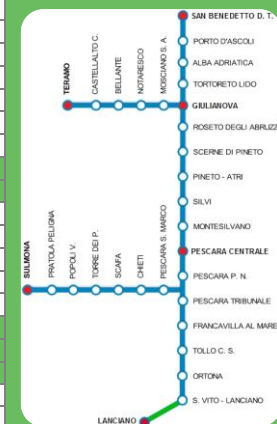 SAN BENEDETTO D. T.
PORTO D'ASCOLI
ALBA ADRIATICA
TORTORETO LIDO
TERAMO
CASTELLALTO C.
BELLANTE
NOTARESCO
MOSCIANO S. A.
GIULIANOVA
ROSETO DEGLI ABRUZZ
SCERNE DI PINETO
PINETO - ATRI
SILVI
MONTESILVANO
PESCARA CENTRALE
SULMONA
PRATOLA PELIGNA
POPOLI V.
TORRE DEI P.
SCAFA
CHIETI
PESCARA S. MARCO
PESCARA P. N.
PESCARA TRIBUNALE
FRANCAVILLA AL MARE
TOLLO C. S.
ORTONA
S. VITO - LANCIANO
LANCIANO